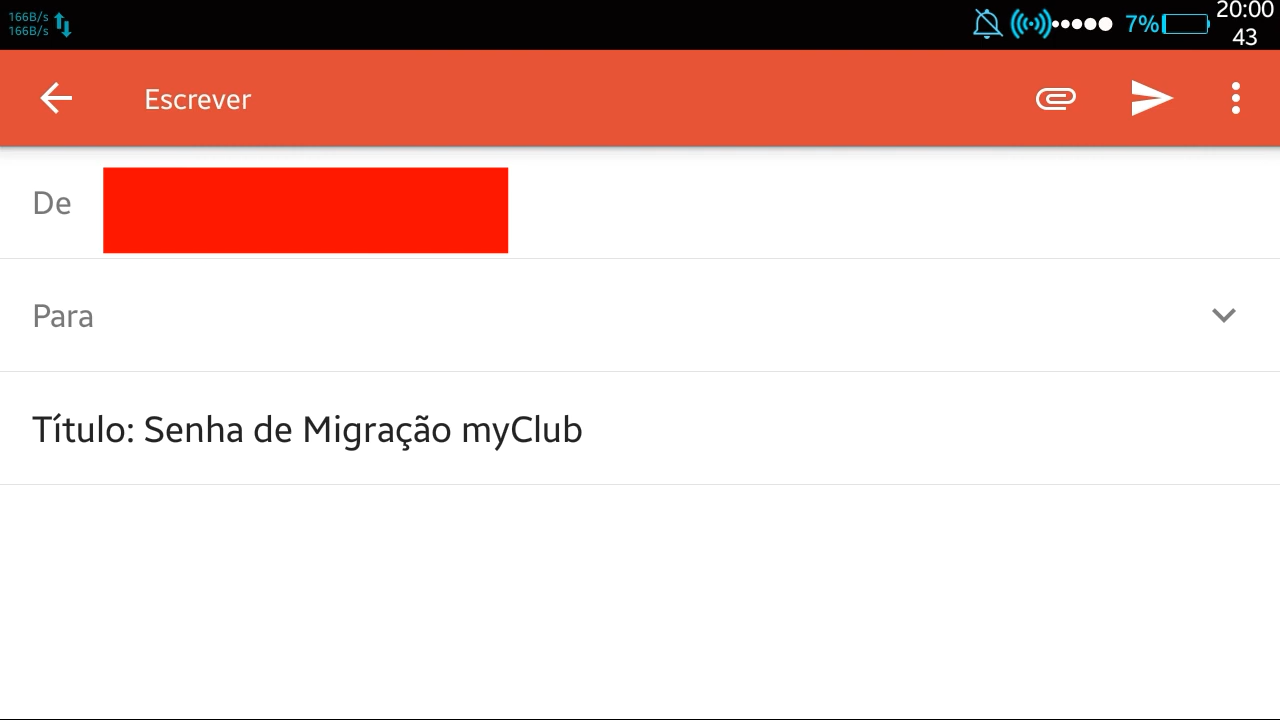 166B/s
166B/s
7%
20:00
43
Escrever
De
Para
Título: Senha de Migração myClub